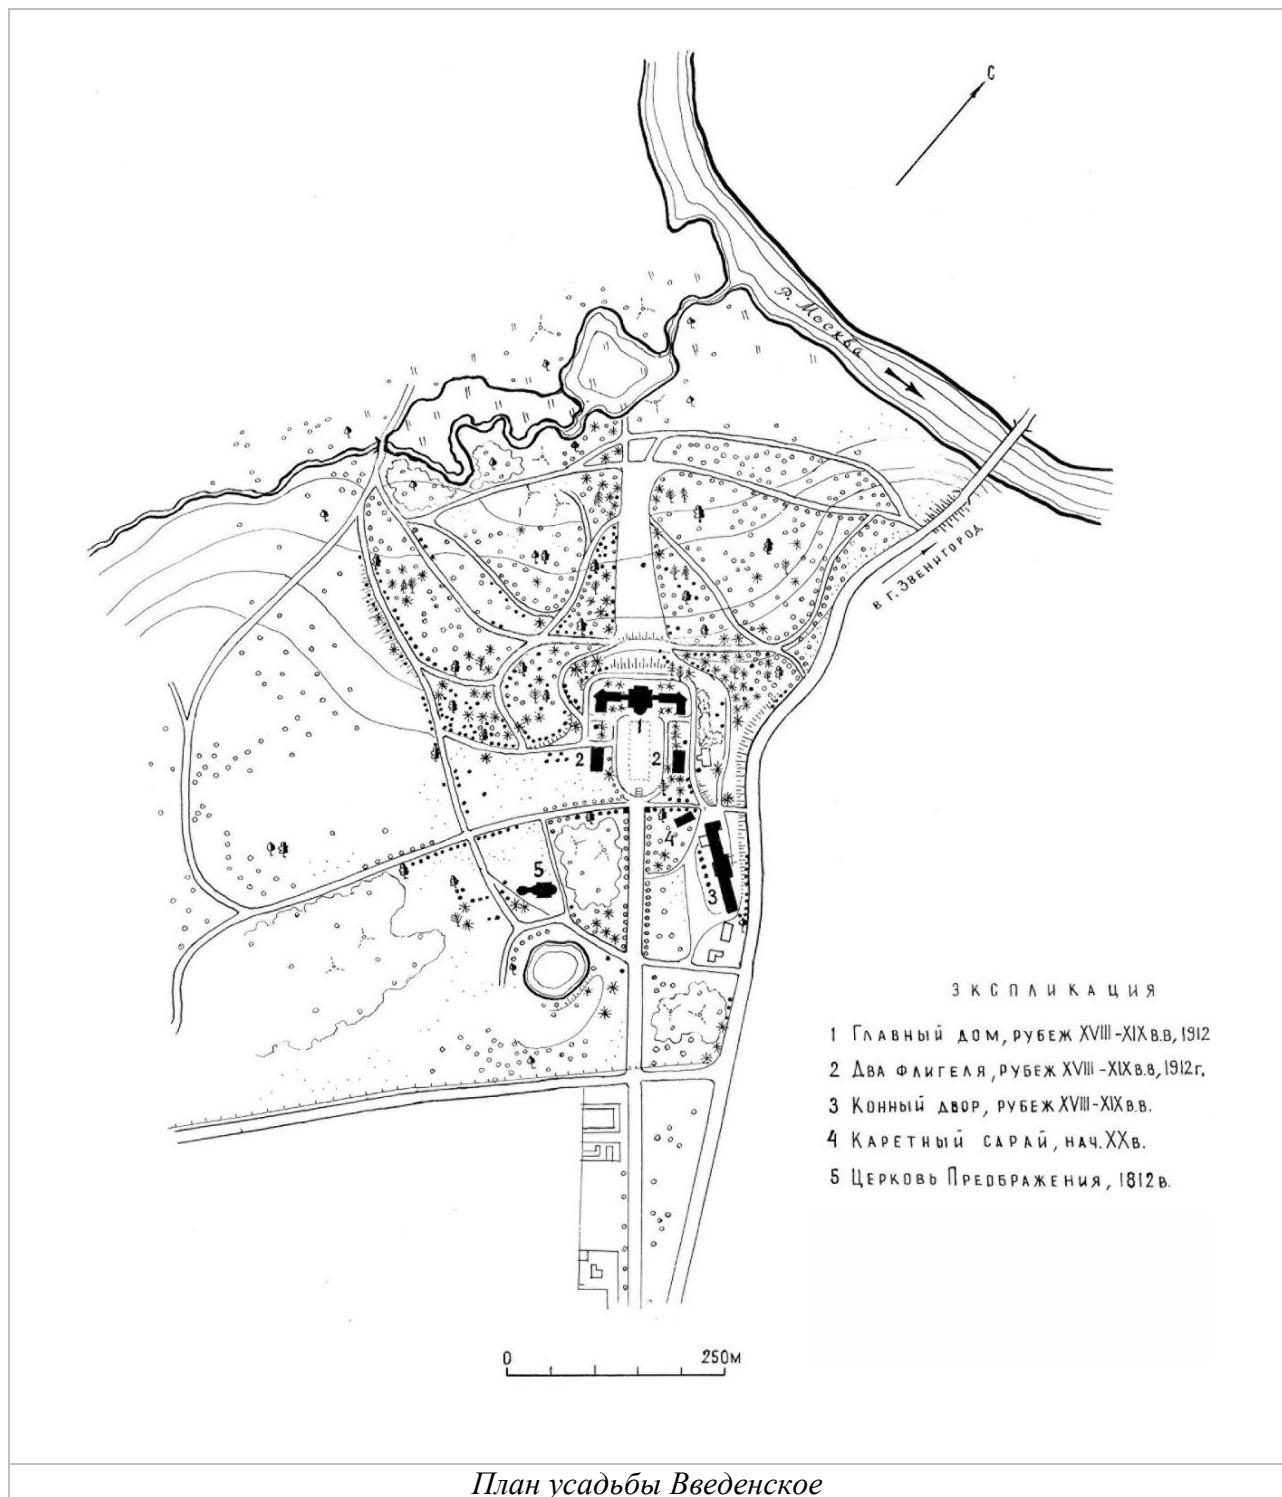 С
р. Москва
в г. Звенигород
1
2
2
4
5
3
ЭКСПЛИКАЦИЯ
1 Главный дом, рубеж XVIII-XIX в.в, 1912
2 Два флигеля, рубеж XVIII-XIX в.в, 1912 г.
3 Конный двор, рубеж XVIII-XIX в.в.
4 Каретный сарай, нач. XX в.
5 Церковь Преображения, 1812 в.
0 250м
План усадьбы Введенское